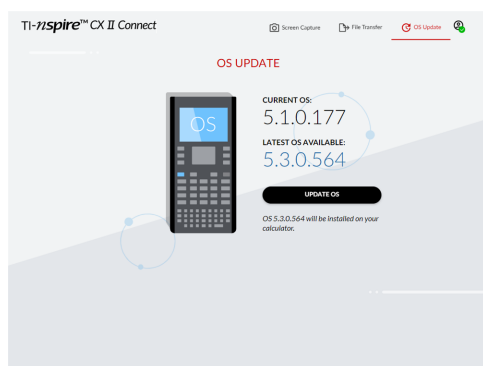 TI-nspire™ CX II Connect
Screen Capture
File Transfer
OS Update
OS UPDATE
OS
CURRENT OS:
5.1.0.177
LATEST OS AVAILABLE:
5.3.0.564
UPDATE OS
OS 5.3.0.564 will be installed on your
calculator.